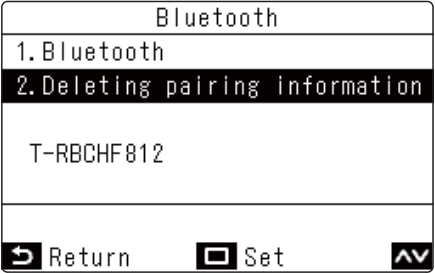 Bluetooth
1.Bluetooth
2.Deleting pairing information
T-RBCHF812
Return Set